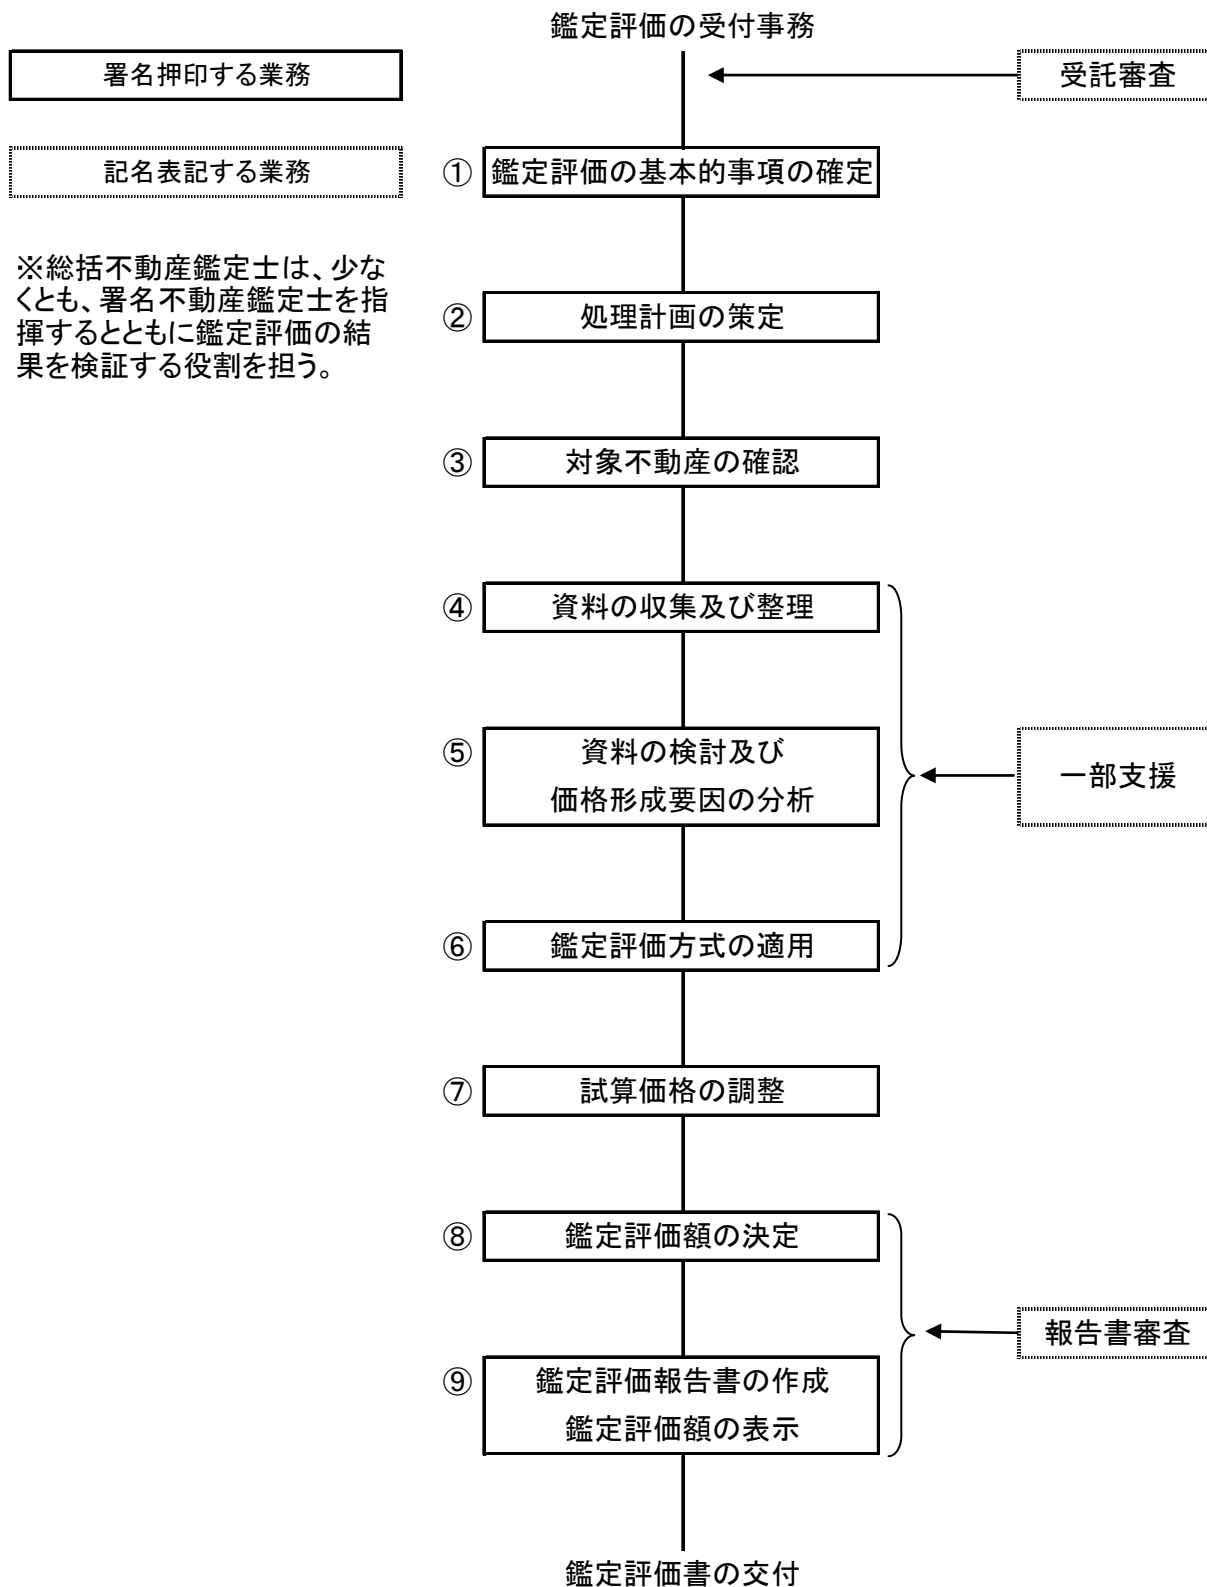 鑑定評価の受付事務
署名押印する業務
受託審査
記名表記する業務
① 鑑定評価の基本的事項の確定
※総括不動産鑑定士は、少な
くとも、署名不動産鑑定士を指
揮するとともに鑑定評価の結
果を検証する役割を担う。
② 処理計画の策定
③ 対象不動産の確認
④ 資料の収集及び整理
⑤ 資料の検討及び
価格形成要因の分析
一部支援
⑥ 鑑定評価方式の適用
⑦ 試算価格の調整
⑧ 鑑定評価額の決定
報告書審査
⑨ 鑑定評価報告書の作成
鑑定評価額の表示
鑑定評価書の交付